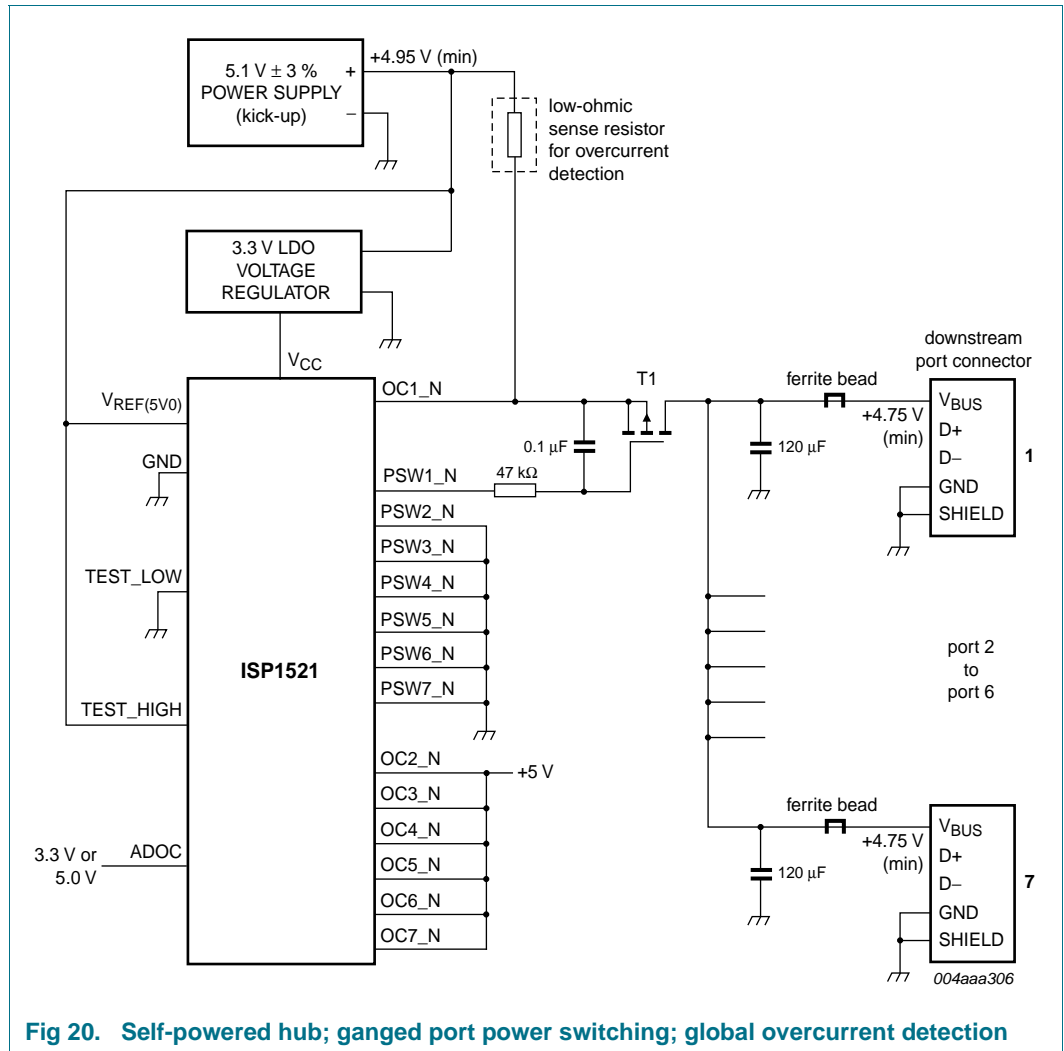 5.1 V ± 3 %
POWER SUPPLY
(kick-up)
+
−
+4.95 V (min)
low-ohmic
sense resistor
for overcurrent
detection
3.3 V LDO
VOLTAGE
REGULATOR
VCC
VREF(5V0)
GND
TEST_LOW
TEST_HIGH
3.3 V or
5.0 V
ADOC
ISP1521
OC1_N
PSW1_N
PSW2_N
PSW3_N
PSW4_N
PSW5_N
PSW6_N
PSW7_N
OC2_N
OC3_N
OC4_N
OC5_N
OC6_N
OC7_N
+5 V
0.1 μF
47 kΩ
T1
120 μF
ferrite bead
+4.75 V
(min)
downstream
port connector
VBUS
D+
D−
GND
SHIELD
1
port 2
to
port 6
ferrite bead
120 μF
+4.75 V
(min)
VBUS
D+
D−
GND
SHIELD
7
004aaa306
Fig 20. Self-powered hub; ganged port power switching; global overcurrent detection